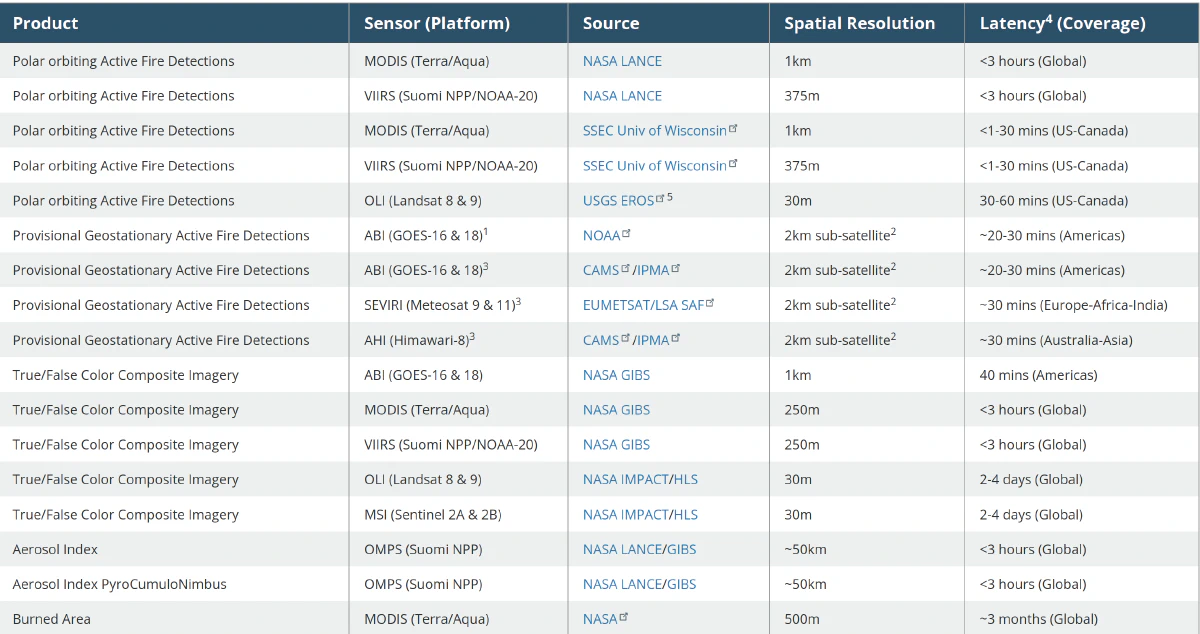 Product Sensor (Platform) Source Spatial Resolution Latency4 (Coverage)
Polar orbiting Active Fire Detections MODIS (Terra/Aqua) NASA LANCE 1km <3 hours (Global)
Polar orbiting Active Fire Detections VIIRS (Suomi NPP/NOAA-20) NASA LANCE 375m <3 hours (Global)
Polar orbiting Active Fire Detections MODIS (Terra/Aqua) SSEC Univ of Wisconsin 1km <1-30 mins (US-Canada)
Polar orbiting Active Fire Detections VIIRS (Suomi NPP/NOAA-20) SSEC Univ of Wisconsin 375m <1-30 mins (US-Canada)
Polar orbiting Active Fire Detections OLI (Landsat 8 & 9) USGS EROS 5 30m 30-60 mins (US-Canada)
Provisional Geostationary Active Fire Detections ABI (GOES-16 & 18)1 NOAA 2km sub-satellite2 ~20-30 mins (Americas)
Provisional Geostationary Active Fire Detections ABI (GOES-16 & 18)3 CAMS /IPMA 2km sub-satellite2 ~20-30 mins (Americas)
Provisional Geostationary Active Fire Detections SEVIRI (Meteosat 9 & 11)3 EUMETSAT/LSA SAF 2km sub-satellite2 ~30 mins (Europe-Africa-India)
Provisional Geostationary Active Fire Detections AHI (Himawari-8)3 CAMS /IPMA 2km sub-satellite2 ~30 mins (Australia-Asia)
True/False Color Composite Imagery ABI (GOES-16 & 18) NASA GIBS 1km 40 mins (Americas)
True/False Color Composite Imagery MODIS (Terra/Aqua) NASA GIBS 250m <3 hours (Global)
True/False Color Composite Imagery VIIRS (Suomi NPP/NOAA-20) NASA GIBS 250m <3 hours (Global)
True/False Color Composite Imagery OLI (Landsat 8 & 9) NASA IMPACT/HLS 30m 2-4 days (Global)
True/False Color Composite Imagery MSI (Sentinel 2A & 2B) NASA IMPACT/HLS 30m 2-4 days (Global)
Aerosol Index OMPS (Suomi NPP) NASA LANCE/GIBS ~50km <3 hours (Global)
Aerosol Index PyroCumuloNimbus OMPS (Suomi NPP) NASA LANCE/GIBS ~50km <3 hours (Global)
Burned Area MODIS (Terra/Aqua) NASA 500m ~3 months (Global)